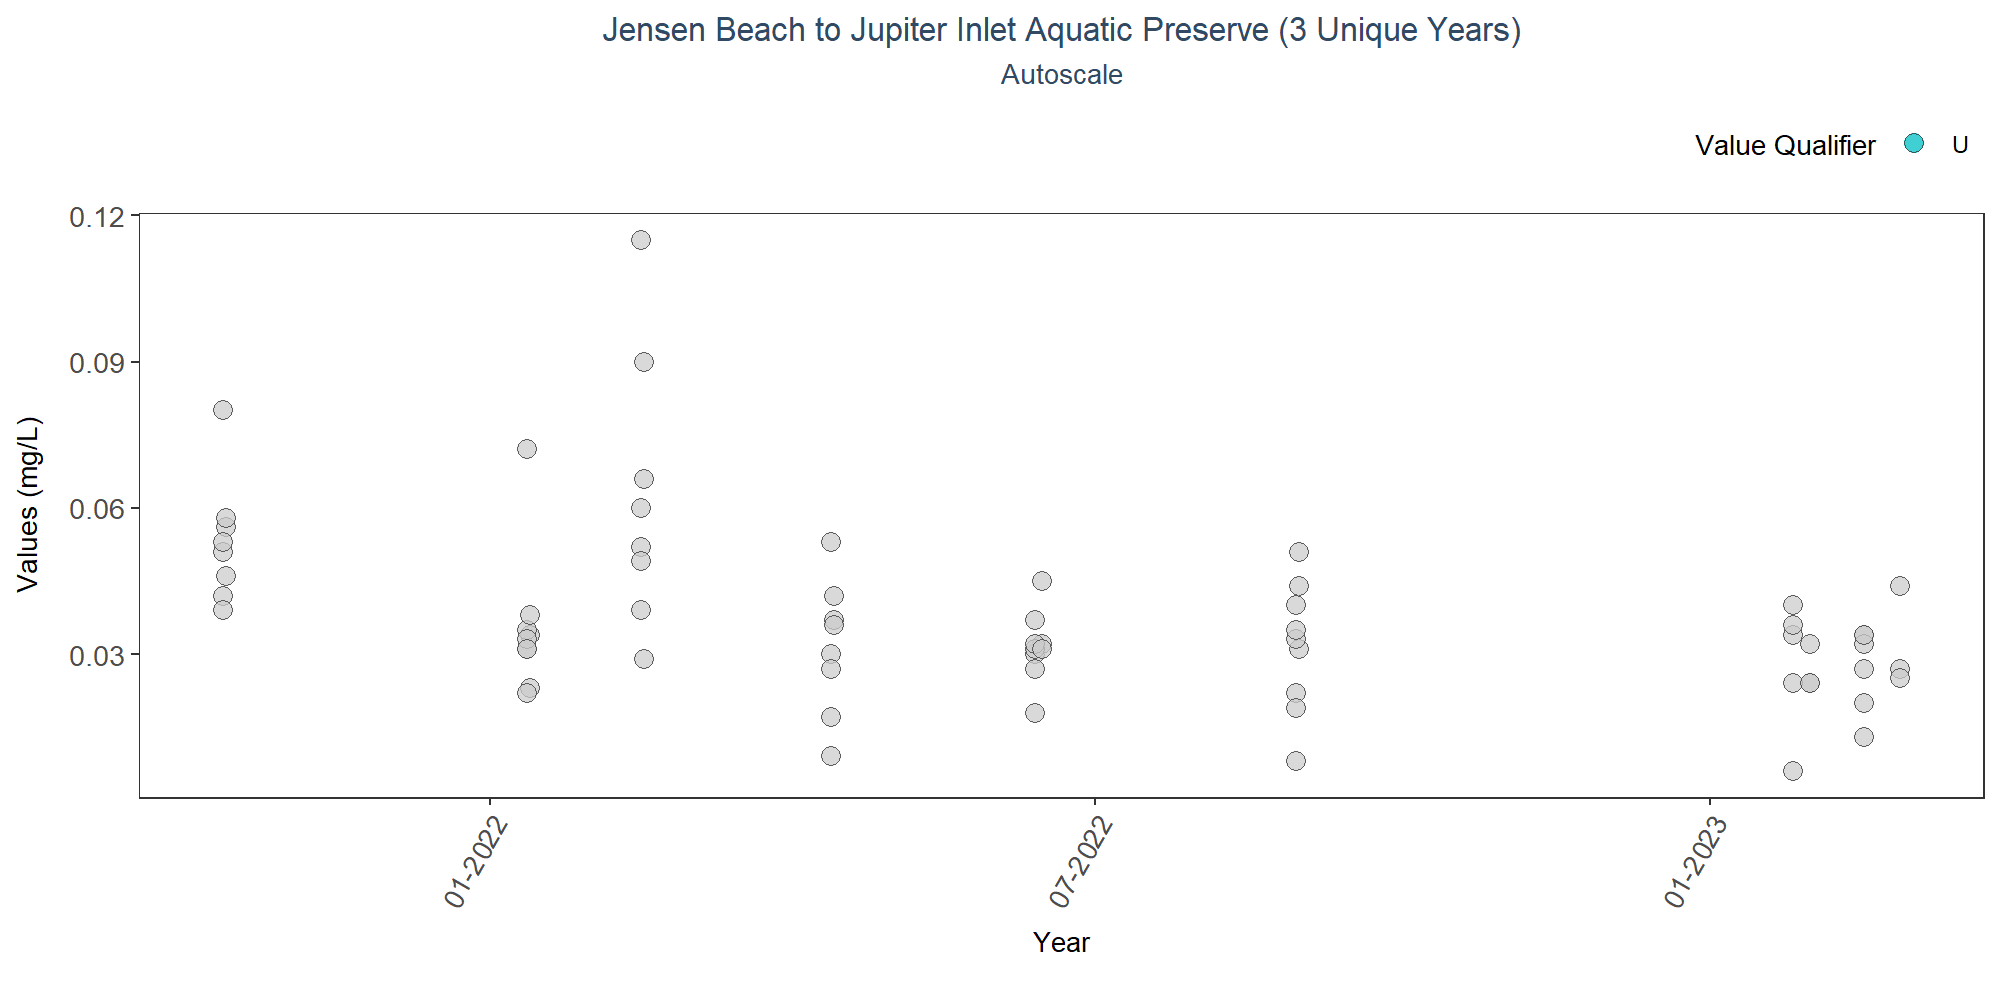 Jensen Beach to Jupiter Inlet Aquatic Preserve (3 Unique Years)
Autoscale
Value Qualifier U
0.12
0.09
0.06
0.03
Values (mg/L)
01-2022
07-2022
01-2023
Year